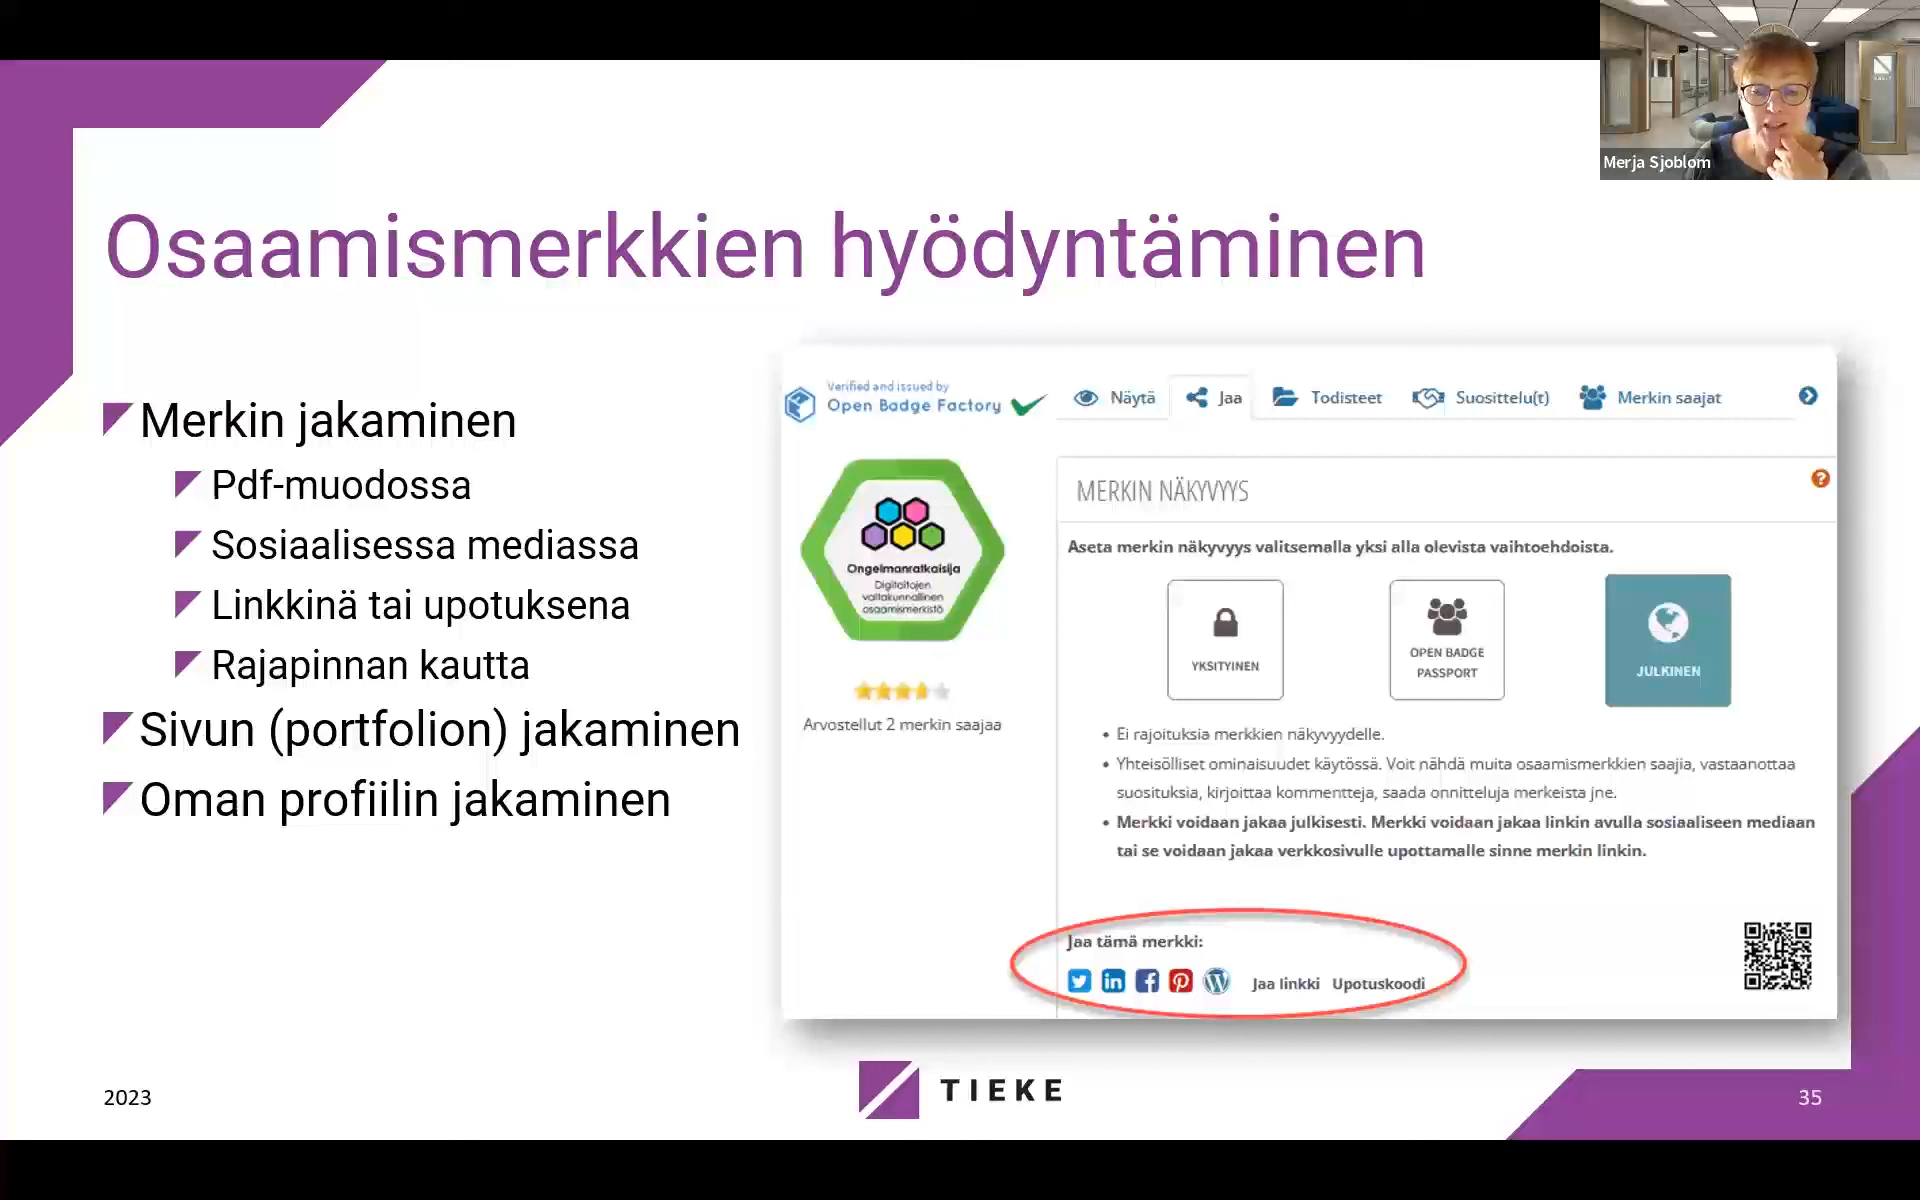 Merja Sjoblom
Osaamismerkkien hyödyntäminen
Merkin jakaminen
Pdf-muodossa
Sosiaalisessa mediassa
Linkkinä tai upotuksena
Rajapinnan kautta
Sivun (portfolion) jakaminen
Oman profiilin jakaminen
Verified and issued by
Open Badge Factory
Näytä
Jaa
Todisteet
Suosittelu(t)
Merkin saajat
Ongelmanratkaisija
Digitaitojen
valtakunnallinen
osaamismerkistö
Arvostellut 2 merkin saajaa
MERKIN NÄKYVYYS
Aseta merkin näkyvyys valitsemalla yksi alla olevista vaihtoehdoista.
YKSITYINEN
OPEN BADGE
PASSPORT
JULKINEN
Ei rajoituksia merkkien näkyvyydelle.
Yhteisölliset ominaisuudet käytössä. Voit nähdä muita osaamismerkkien saajia, vastaanottaa
suosituksia, kirjoittaa kommentteja, saada onnitteluja merkeista jne.
Merkki voidaan jakaa julkisesti. Merkki voidaan jakaa linkin avulla sosiaaliseen mediaan
tai se voidaan jakaa verkkosivulle upottamalle sinne merkin linkin.
Jaa tämä merkki:
Jaa linkki Upotuskoodi
2023
TIEKE
35